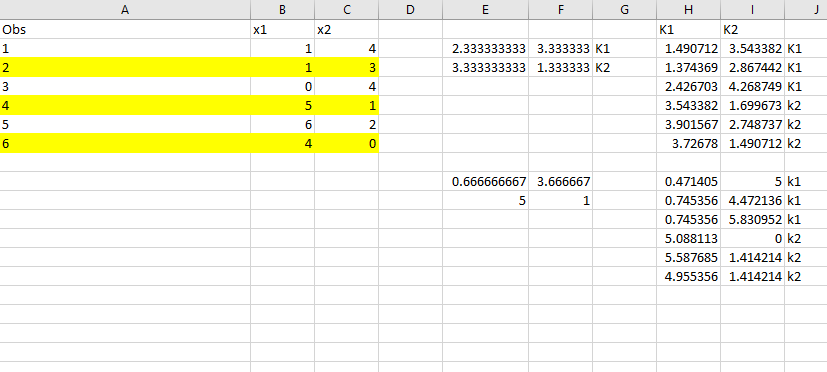 A B C D E F G H I J
Obs x1 x2 K1 K2
1 1 4 2.333333333 3.333333 K1 1.490712 3.543382 K1
2 1 3 3.333333333 1.333333 K2 1.374369 2.867442 K1
3 0 4 2.426703 4.268749 K1
4 5 1 3.543382 1.699673 k2
5 6 2 3.901567 2.748737 k2
6 4 0 3.72678 1.490712 k2
0.666666667 3.666667 0.471405 5 k1
5 1 0.745356 4.472136 k1
0.745356 5.830952 k1
5.088113 0 k2
5.587685 1.414214 k2
4.955356 1.414214 k2